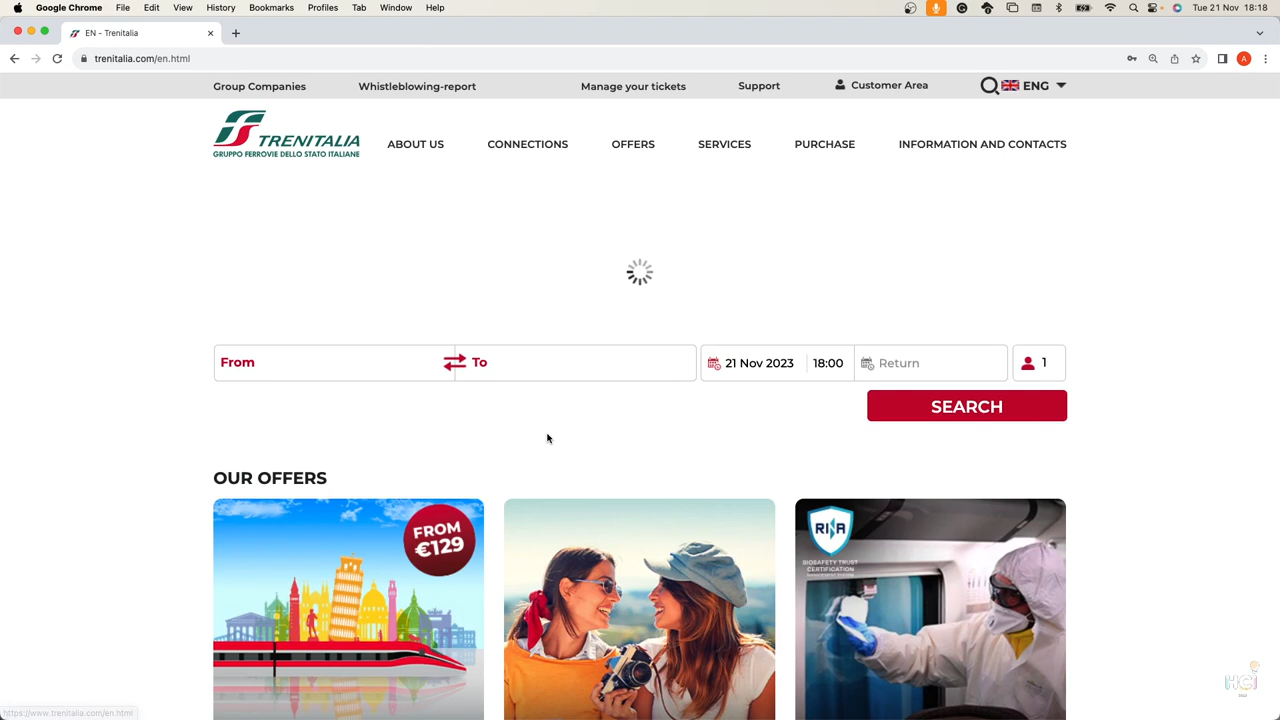 Google Chrome File Edit View History Bookmarks Profiles Tab Window Help Tue 21 Nov 18:18
EN - Trenitalia
trenitalia.com/en.html A
Group Companies Whistleblowing-report Manage your tickets Support Customer Area ENG
TRENITALIA
GRUPPO FERROVIE DELLO STATO ITALIANE
ABOUT US CONNECTIONS OFFERS SERVICES PURCHASE INFORMATION AND CONTACTS
From To 21 Nov 2023 18:00 Return 1
SEARCH
OUR OFFERS
FROM
€129
RINA
BIOSAFETY TRUST
CERTIFICATION
HEI
https://www.trenitalia.com/en.html